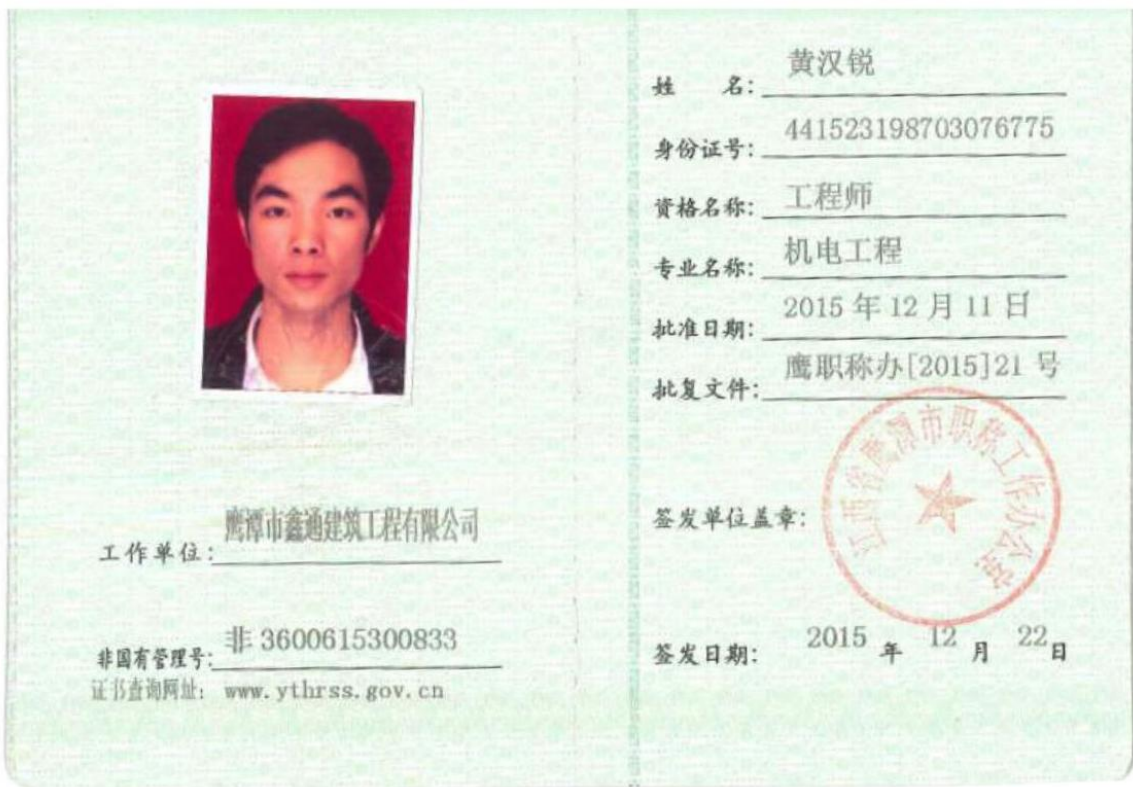 鹰潭市鑫通建筑工程有限公司
工作单位：
非 3600615300833
非国有管理号：
证书查询网址： www.ythrss.gov.cn
姓 名： 黄汉锐
身份证号： 441523198703076775
资格名称： 工程师
专业名称： 机电工程
批准日期： 2015 年 12 月 11 日
批复文件： 鹰职称办[2015]21 号
江西省鹰潭市职称工作办公室
签发单位盖章：
签发日期： 2015 年 12 月 22 日